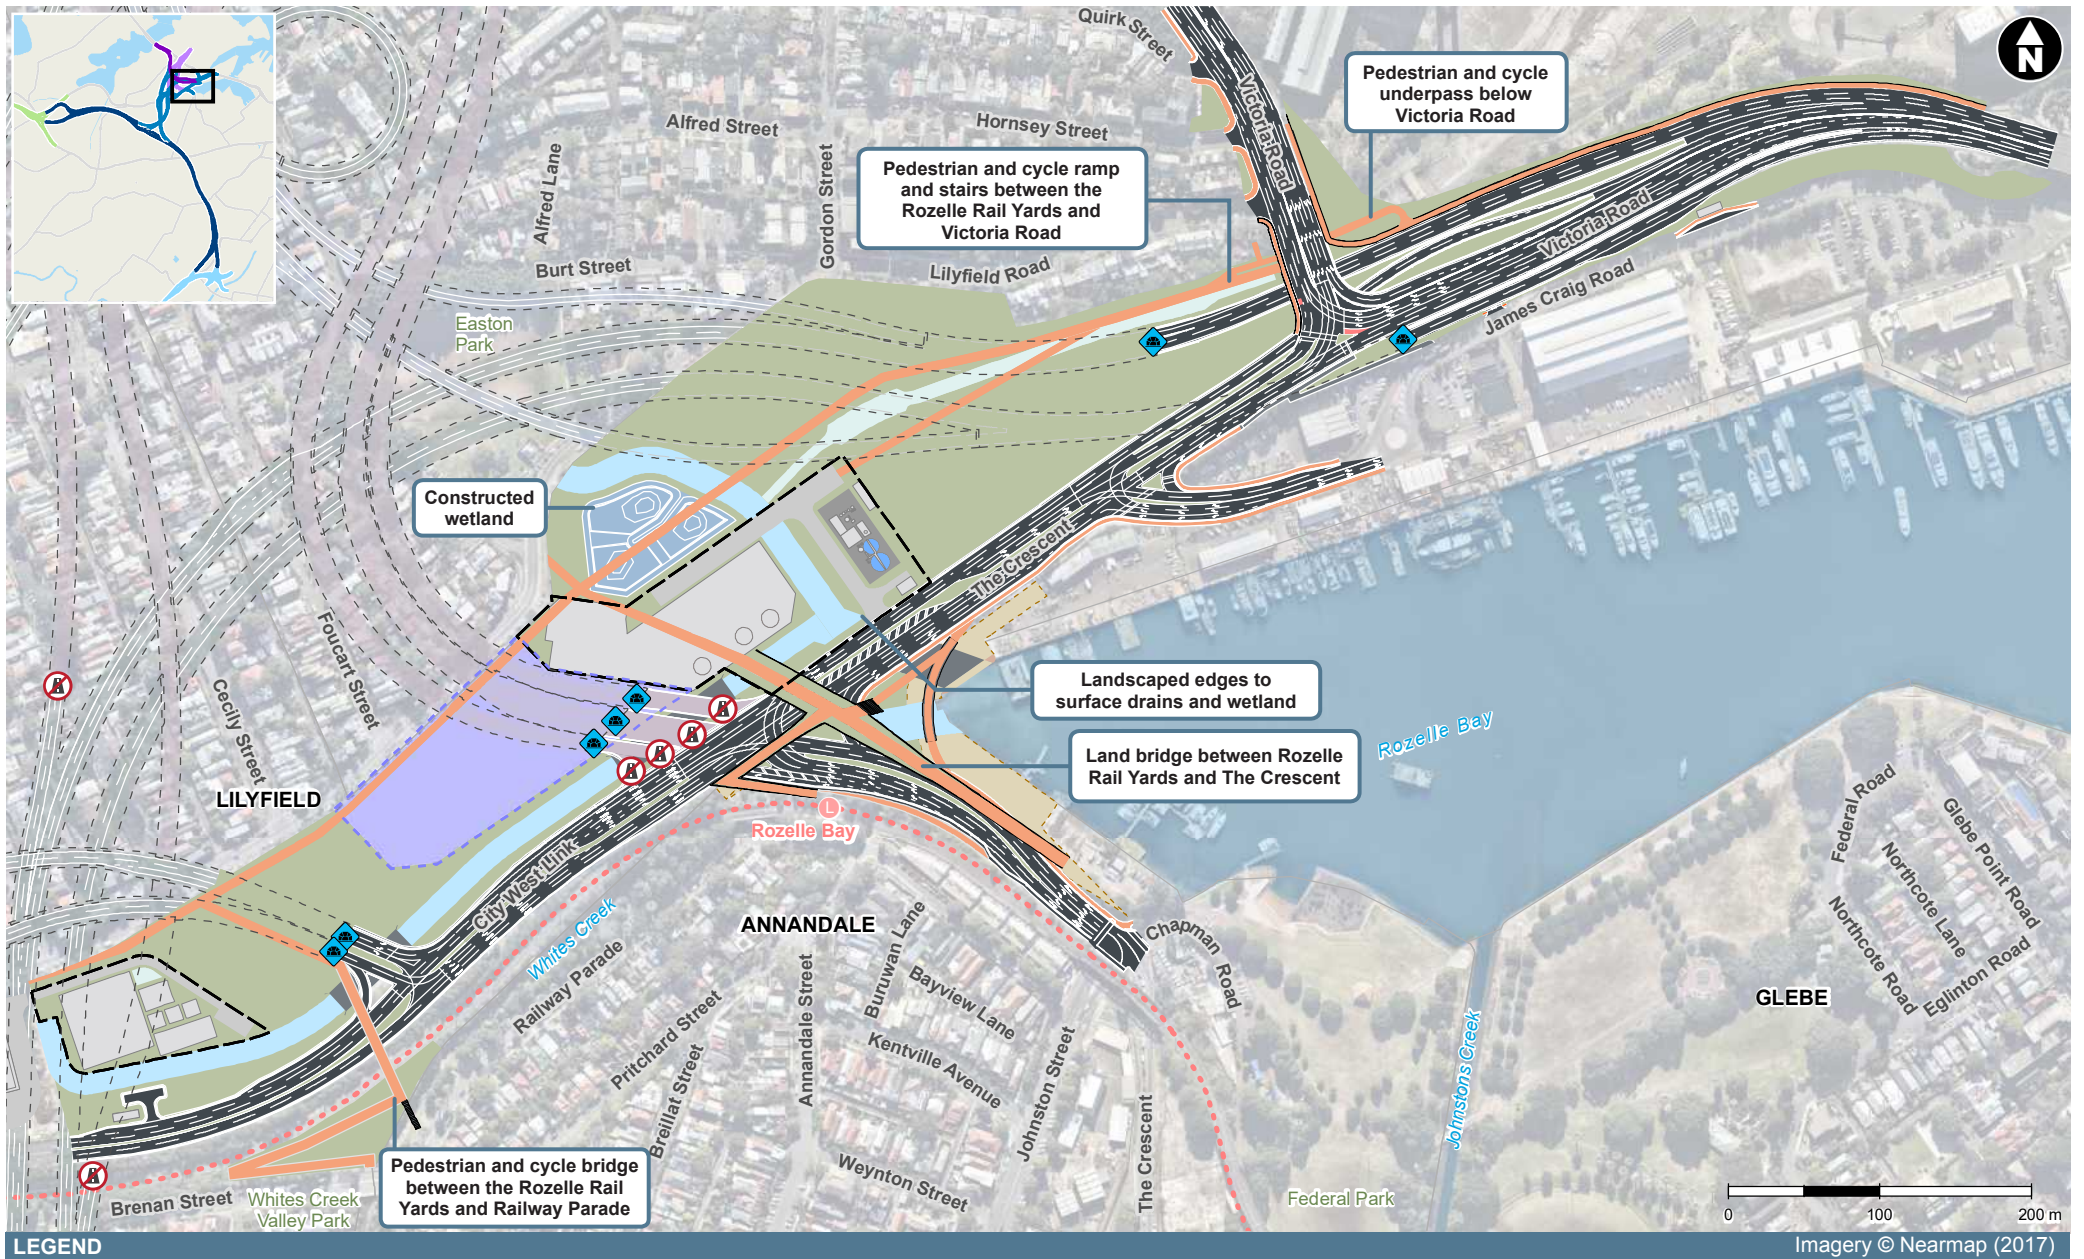 Quirk Street
N
Pedestrian and cycle
underpass below
Victoria Road
Victoria Road
Alfred Street
Hornsey Street
Alfred Lane
Gordon Street
Pedestrian and cycle ramp
and stairs between the
Rozelle Rail Yards and
Victoria Road
Victoria Road
Burt Street
Lilyfield Road
James Craig Road
Easton
Park
Constructed
wetland
The Crescent
Foucart Street
Cecily Street
Landscaped edges to
surface drains and wetland
Rozelle Bay
Land bridge between Rozelle
Rail Yards and The Crescent
LILYFIELD
L
Rozelle Bay
Federal Road
Glebe Point Road
Northcote Lane
Northcote Road
Eglinton Road
City West Link
Whites Creek
ANNANDALE
Chapman Road
Railway Parade
Pritchard Street
Breillat Street
Annandale Street
Buruwan Lane
Bayview Lane
Kentville Avenue
Johnston Street
The Crescent
Johnstons Creek
GLEBE
Weynton Street
Pedestrian and cycle bridge
between the Rozelle Rail
Yards and Railway Parade
Brenan Street
Whites Creek
Valley Park
Federal Park
0 100 200 m
LEGEND
Imagery © Nearmap (2017)